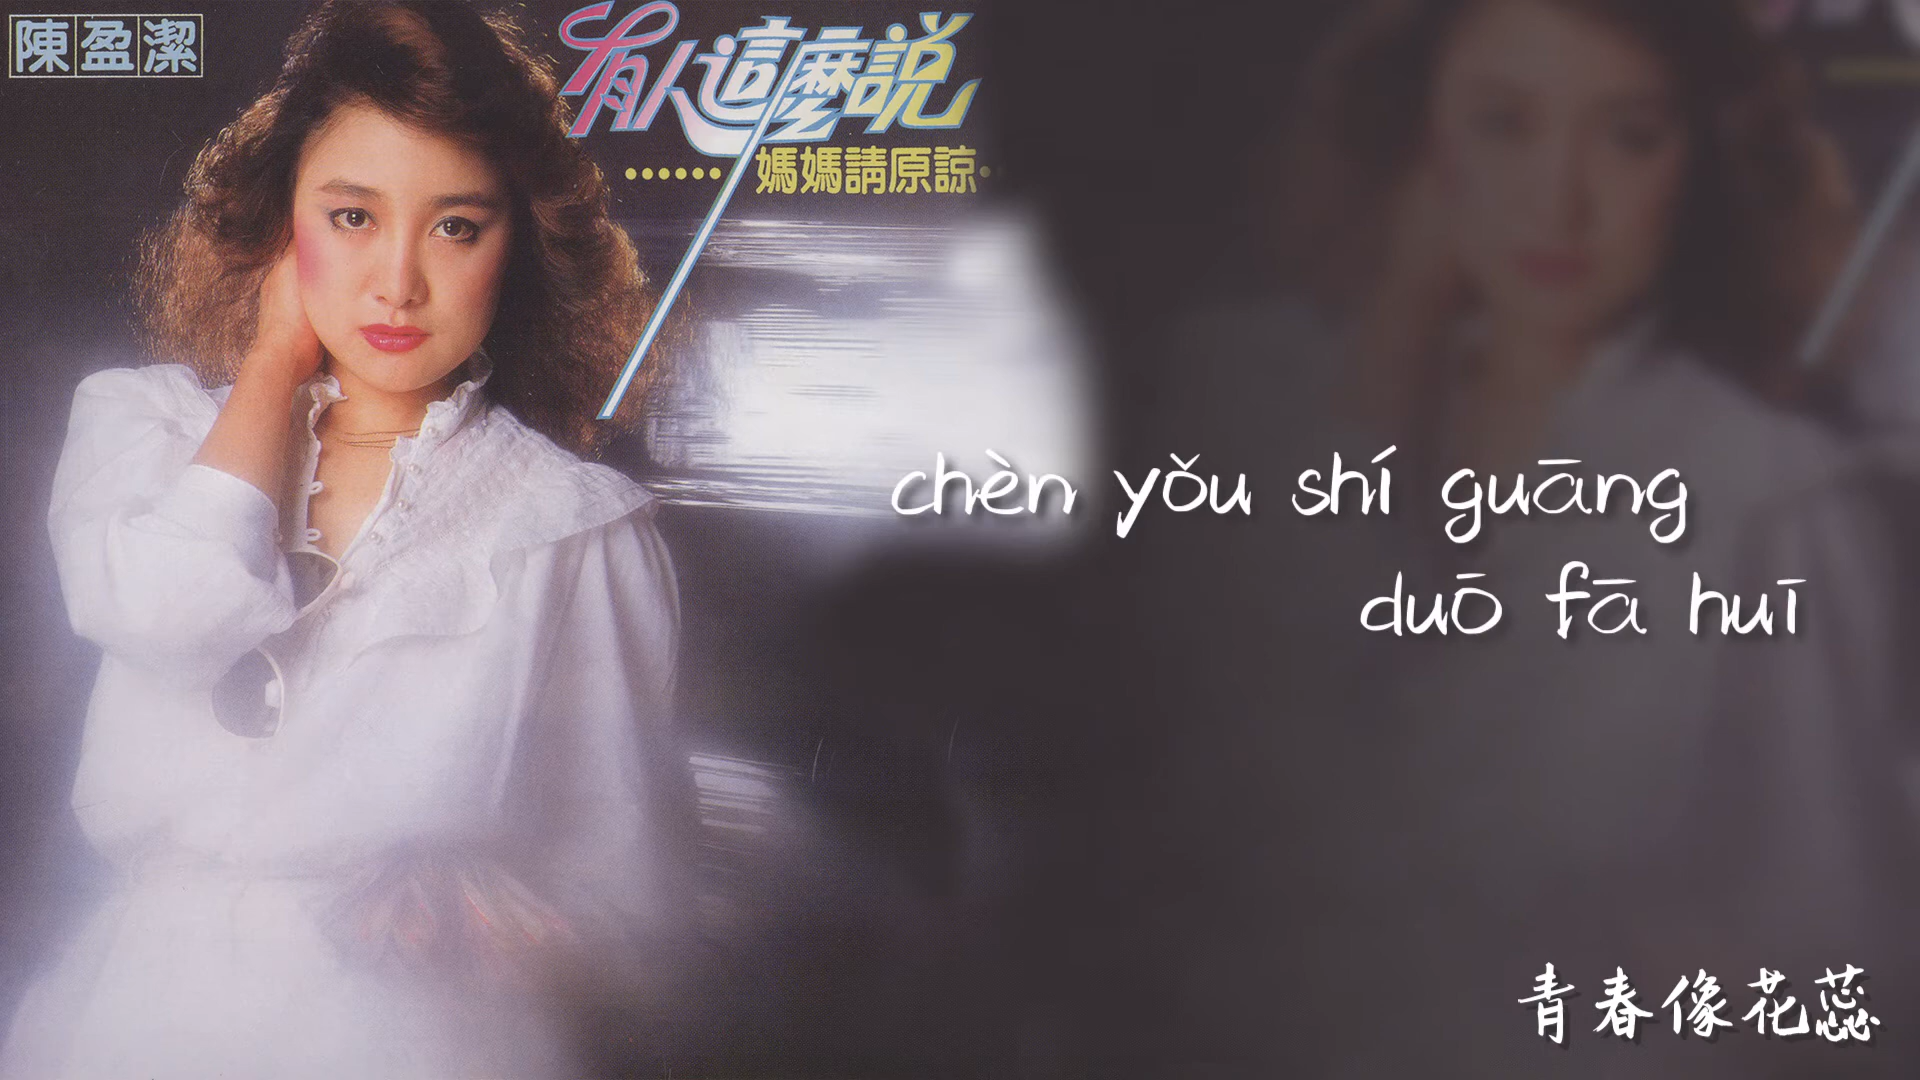 陳盈潔
有人這麼説
……媽媽請原諒…
chèn yǒu shí guāng
duō fā huī
青春像花蕊